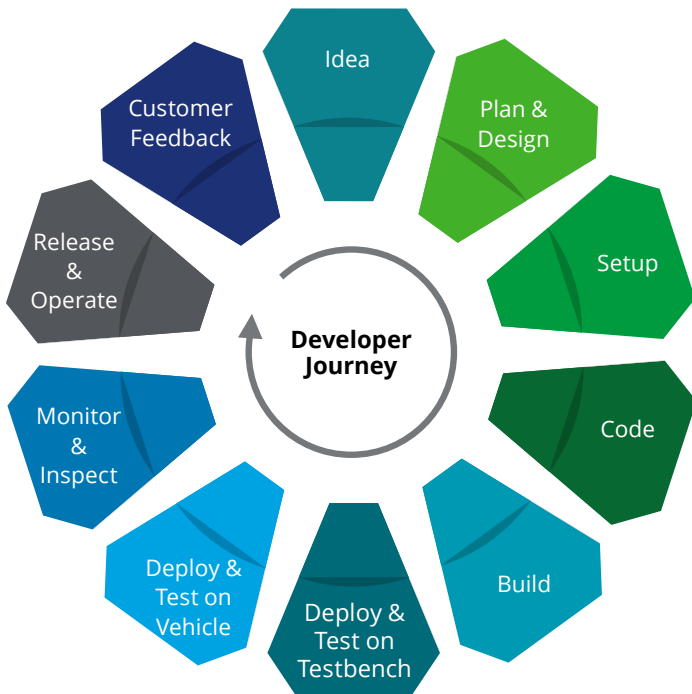 Idea
Plan &
Design
Setup
Code
Build
Deploy &
Test on
Testbench
Deploy &
Test on
Vehicle
Monitor
&
Inspect
Release
&
Operate
Customer
Feedback
Developer
Journey